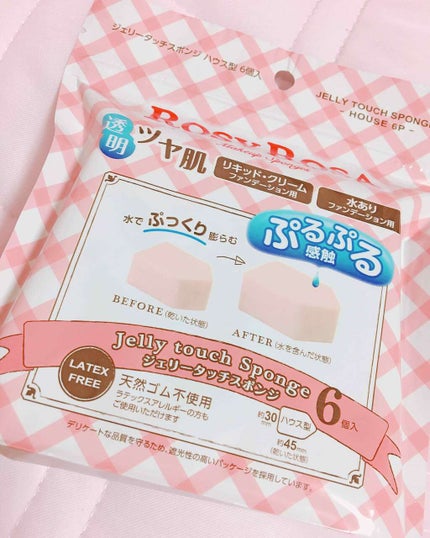 ジェリータッチスポンジ ハウス型 6個入
JELLY TOUCH SPONGE
- HOUSE 6P -
ROSY ROSA
Makeup Sponge
透明
ツヤ肌
リキッド・クリーム
ファンデーション用
水あり
ファンデーション用
水でぷっくり膨らむ
ぷるぷる
感触
BEFORE(乾いた状態)
AFTER(水を含んだ状態)
Jelly touch Sponge
ジェリータッチスポンジ
6個入
LATEX
FREE
天然ゴム不使用
ラテックスアレルギーの方も
ご使用いただけます
約30mm
ハウス型
約45mm
(乾いた状態)
デリケートな品質を守るため、遮光性の高いパッケージを採用しています。